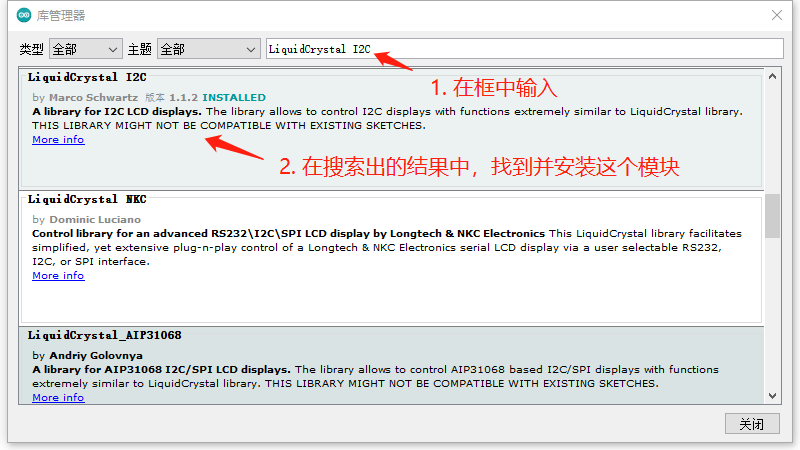 库管理器
类型 全部 主题 全部 LiquidCrystal I2C
1. 在框中输入
LiquidCrystal I2C
by Marco Schwartz 版本 1.1.2 INSTALLED
A library for I2C LCD displays. The library allows to control I2C displays with functions extremely similar to LiquidCrystal library.
THIS LIBRARY MIGHT NOT BE COMPATIBLE WITH EXISTING SKETCHES.
More info
2. 在搜索出的结果中，找到并安装这个模块
LiquidCrystal NKC
by Dominic Luciano
Control library for an advanced RS232\I2C\SPI LCD display by Longtech & NKC Electronics This LiquidCrystal library facilitates
simplified, yet extensive plug-n-play control of a Longtech & NKC Electronics serial LCD display via a user selectable RS232,
I2C, or SPI interface.
More info
LiquidCrystal_AIP31068
by Andriy Golovnya
A library for AIP31068 I2C/SPI LCD displays. The library allows to control AIP31068 based I2C/SPI displays with functions
extremely similar to LiquidCrystal library. THIS LIBRARY MIGHT NOT BE COMPATIBLE WITH EXISTING SKETCHES.
More info
关闭